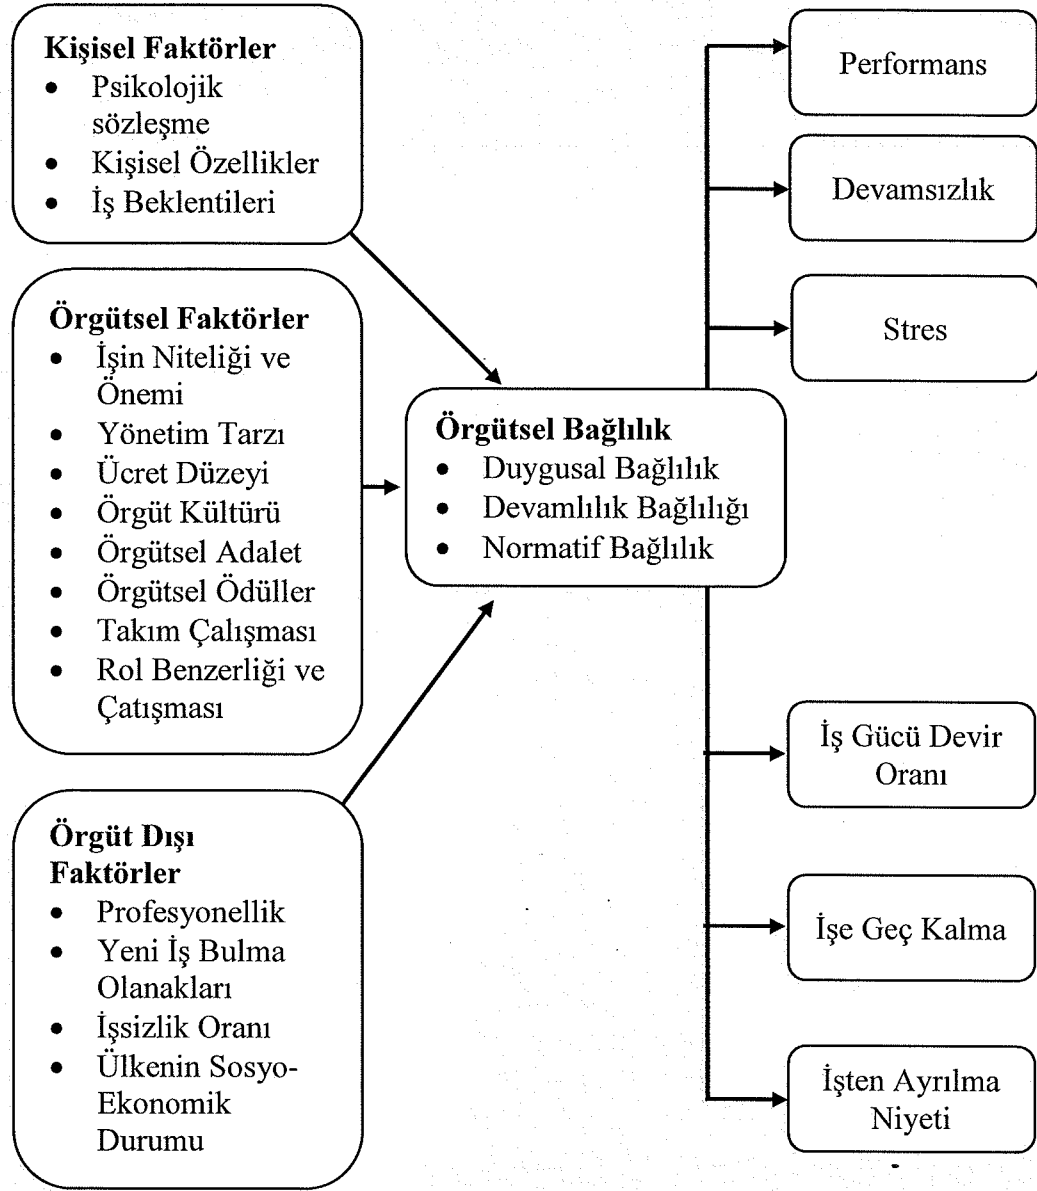 Kişisel Faktörler
• Psikolojik
sözleşme
• Kişisel Özellikler
• İş Beklentileri
Örgütsel Faktörler
• İşin Niteliği ve
Önemi
• Yönetim Tarzı
• Ücret Düzeyi
• Örgüt Kültürü
• Örgütsel Adalet
• Örgütsel Ödüller
• Takım Çalışması
• Rol Benzerliği ve
Çatışması
Örgüt Dışı
Faktörler
• Profesyonellik
• Yeni İş Bulma
Olanakları
• İşsizlik Oranı
• Ülkenin Sosyo-
Ekonomik
Durumu
Örgütsel Bağlılık
• Duygusal Bağlılık
• Devamlılık Bağlılığı
• Normatif Bağlılık
Performans
Devamsızlık
Stres
İş Gücü Devir
Oranı
İşe Geç Kalma
İşten Ayrılma
Niyeti